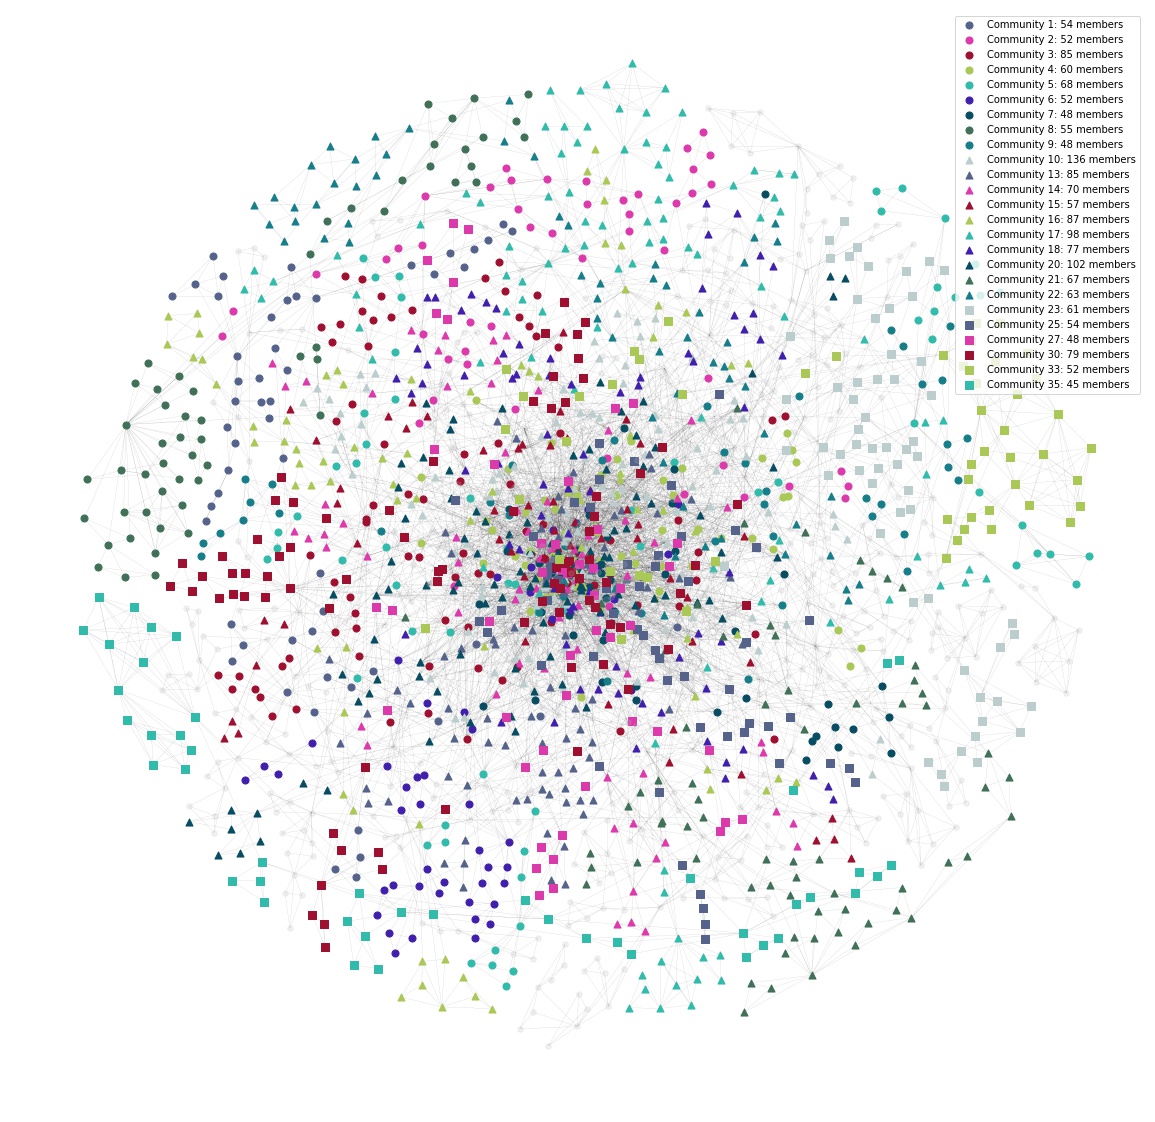 Community 1: 54 members
Community 2: 52 members
Community 3: 85 members
Community 4: 60 members
Community 5: 68 members
Community 6: 52 members
Community 7: 48 members
Community 8: 55 members
Community 9: 48 members
Community 10: 136 members
Community 13: 85 members
Community 14: 70 members
Community 15: 57 members
Community 16: 87 members
Community 17: 98 members
Community 18: 77 members
Community 20: 102 members
Community 21: 67 members
Community 22: 63 members
Community 23: 61 members
Community 25: 54 members
Community 27: 48 members
Community 30: 79 members
Community 33: 52 members
Community 35: 45 members